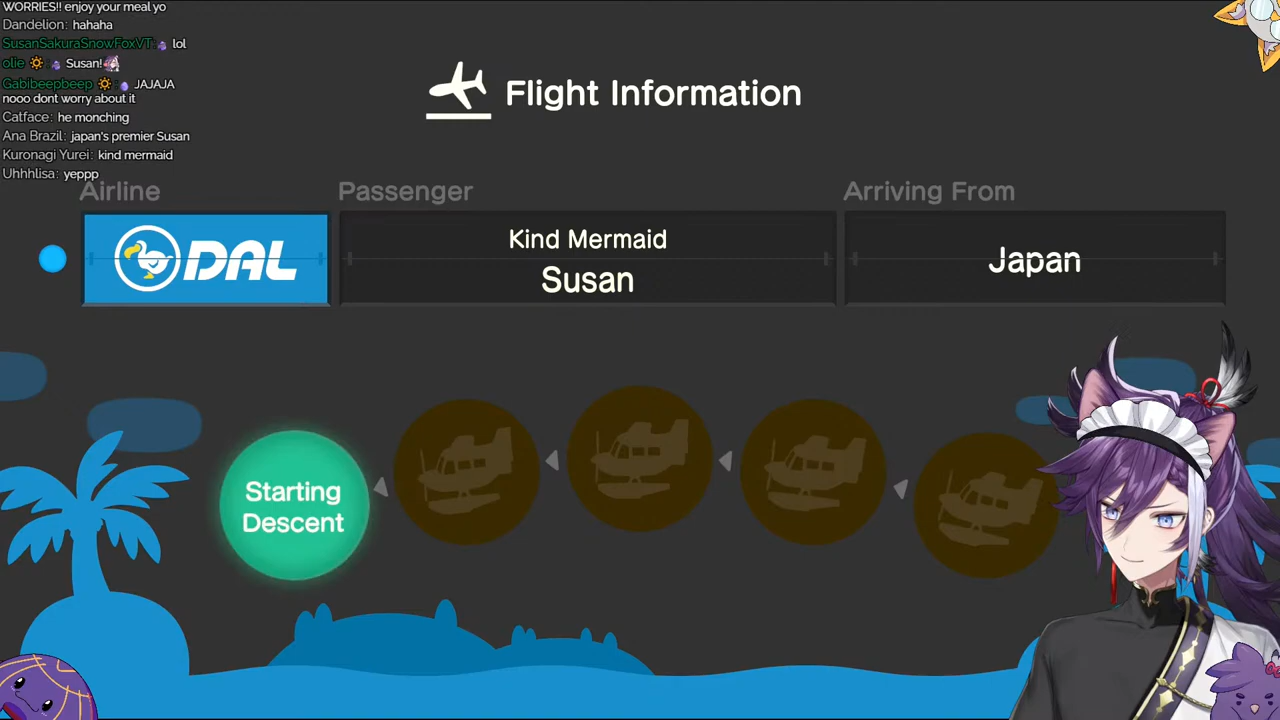 WORRIES!! enjoy your meal yo
Dandelion: hahaha
SusanSakuraSnowFoxVT: lol
olie : Susan!
Gabibeepbeep : JAJAJA
nooo dont worry about it
Catface: he monching
Ana Brazil: japan's premier Susan
Kuronagi Yurei: kind mermaid
Uhhhlisa: yeppp
Flight Information
Airline
Passenger
Arriving From
DAL
Kind Mermaid
Susan
Japan
Starting
Descent